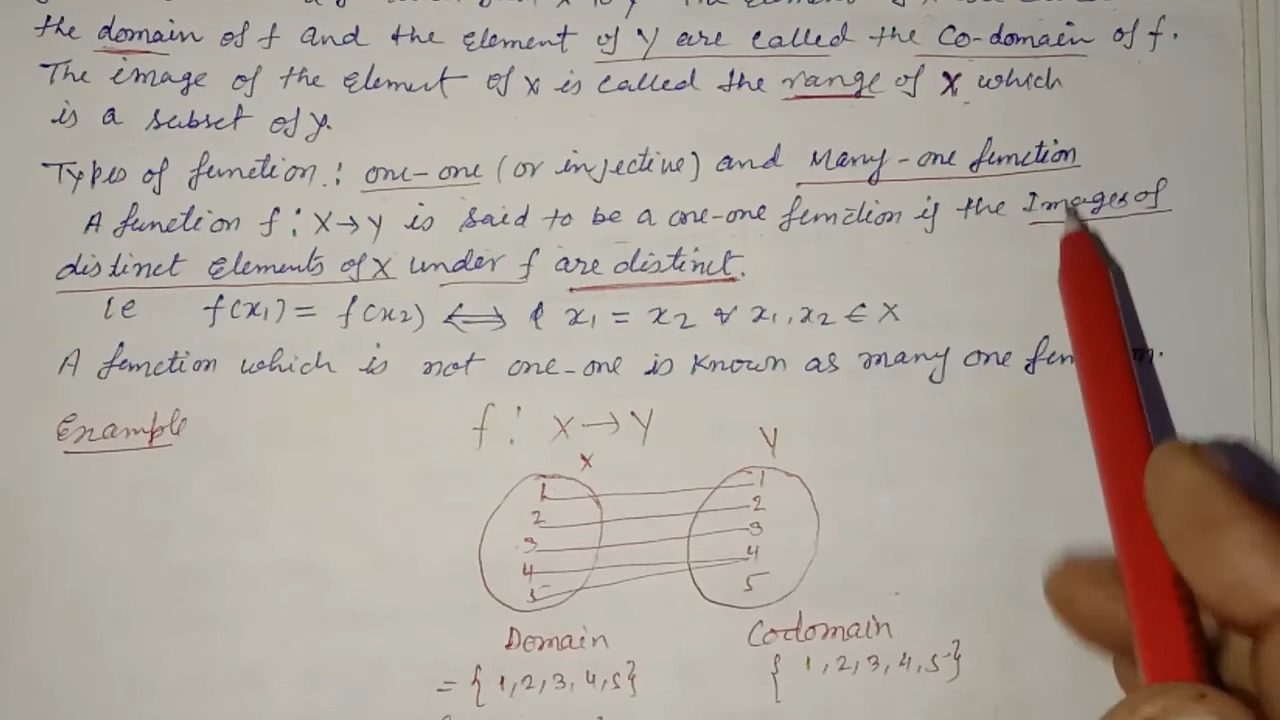 the domain of f and the element of Y are called the Co-domain of f.
The image of the element of X is called the range of X which
is a subset of y.
Types of function : one-one (or injective) and Many-one function
A function f : X→Y is said to be a one-one function if the Images of
distinct elements of X under f are distinct.
ie f(x1) = f(x2) ⟺ x1 = x2 ∀ x1, x2 ∈ X
A function which is not one-one is known as many one
Example f : X→Y
X Y
1 1
2 2
3 3
4 4
5 5
Domain Codomain
= {1,2,3,4,5} {1,2,3,4,5}